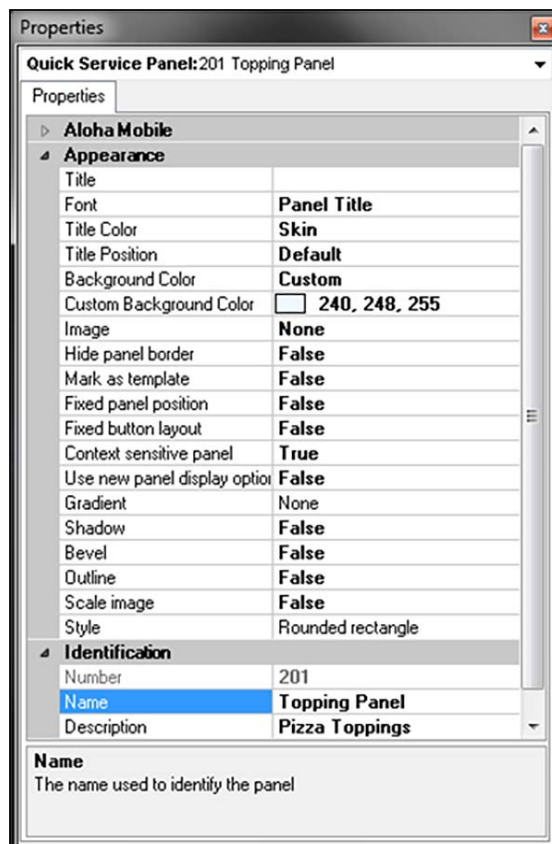 Properties
Quick Service Panel:201 Topping Panel
Properties
Aloha Mobile
Appearance
Title
Font Panel Title
Title Color Skin
Title Position Default
Background Color Custom
Custom Background Color 240, 248, 255
Image None
Hide panel border False
Mark as template False
Fixed panel position False
Fixed button layout False
Context sensitive panel True
Use new panel display optio False
Gradient None
Shadow False
Bevel False
Outline False
Scale image False
Style Rounded rectangle
Identification
Number 201
Name Topping Panel
Description Pizza Toppings
Name
The name used to identify the panel